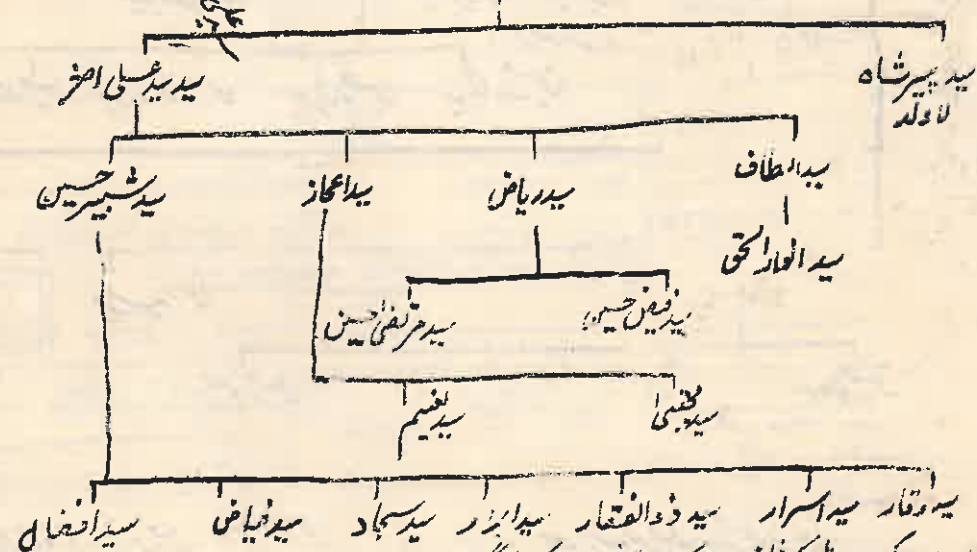 سید پیر شاہ
لاولد
سید سید علی اصغر
سید الطاف
سید ریاض
سید اعجاز
سید شبیر حسین
سید انوار الحق
سید فیض حسین
سید مرتضیٰ حسین
سید مجتبیٰ
سید نعیم
سید وقار سید اسرار سید ذوالفقار سید ابرار سید سجاد سید فیاض سید افضال